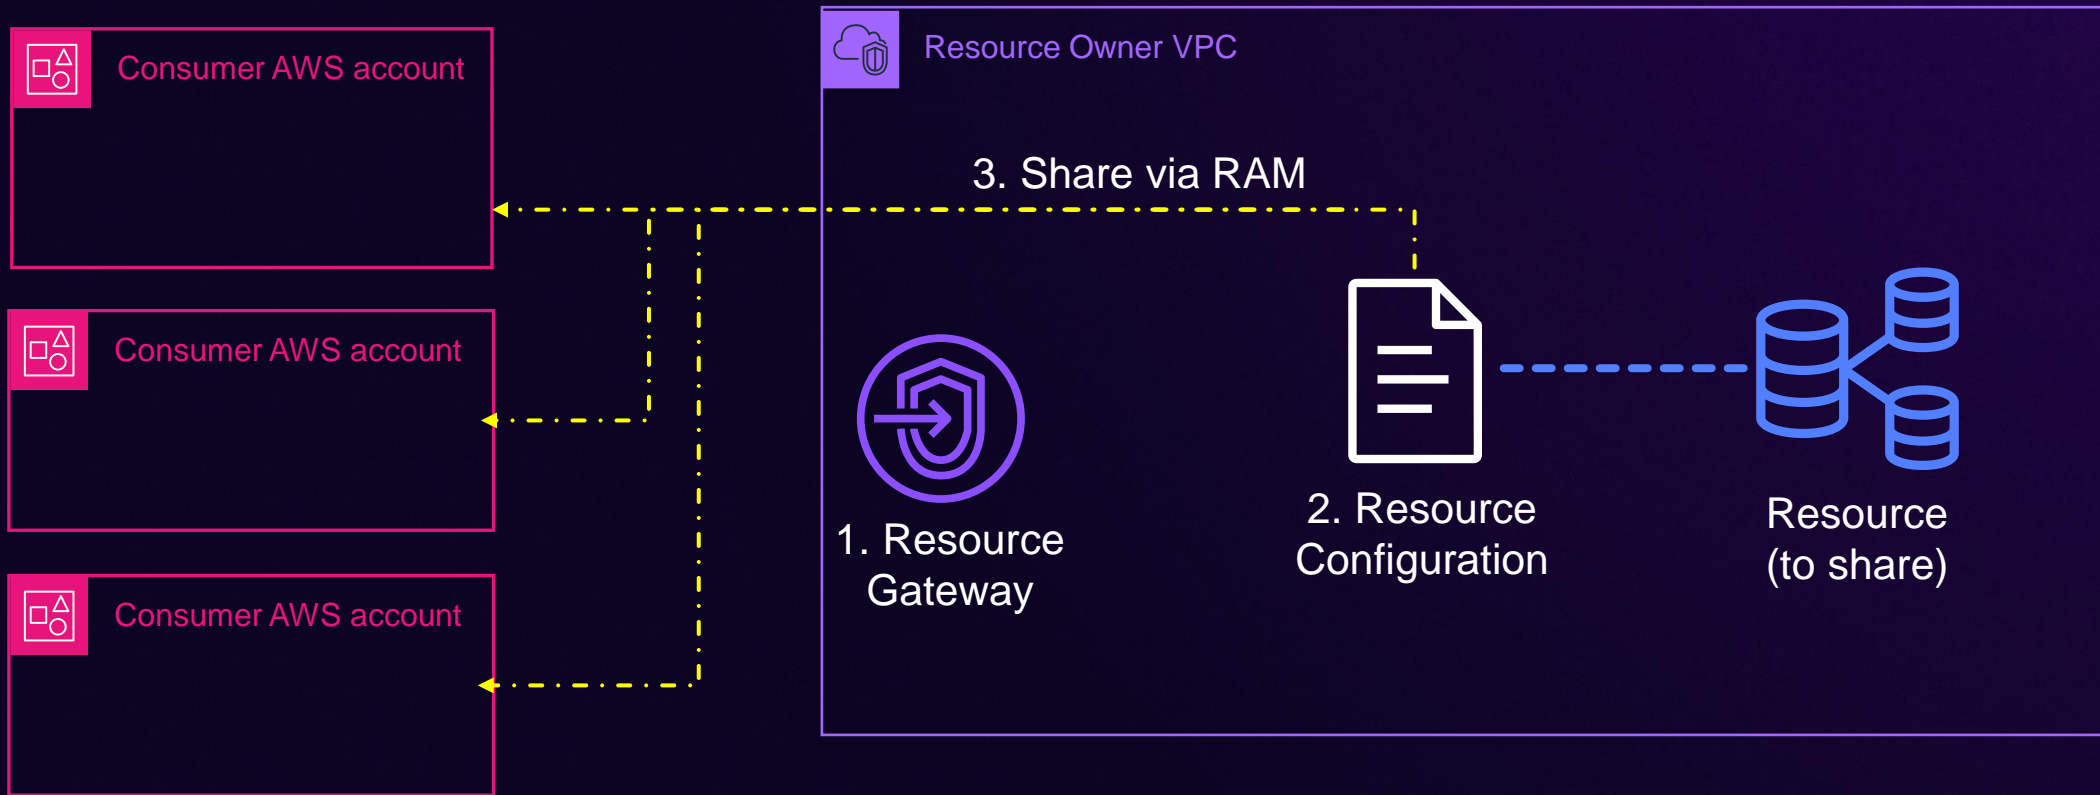 Consumer AWS account
Resource Owner VPC
3. Share via RAM
Consumer AWS account
1. Resource
Gateway
2. Resource
Configuration
Resource
(to share)
Consumer AWS account